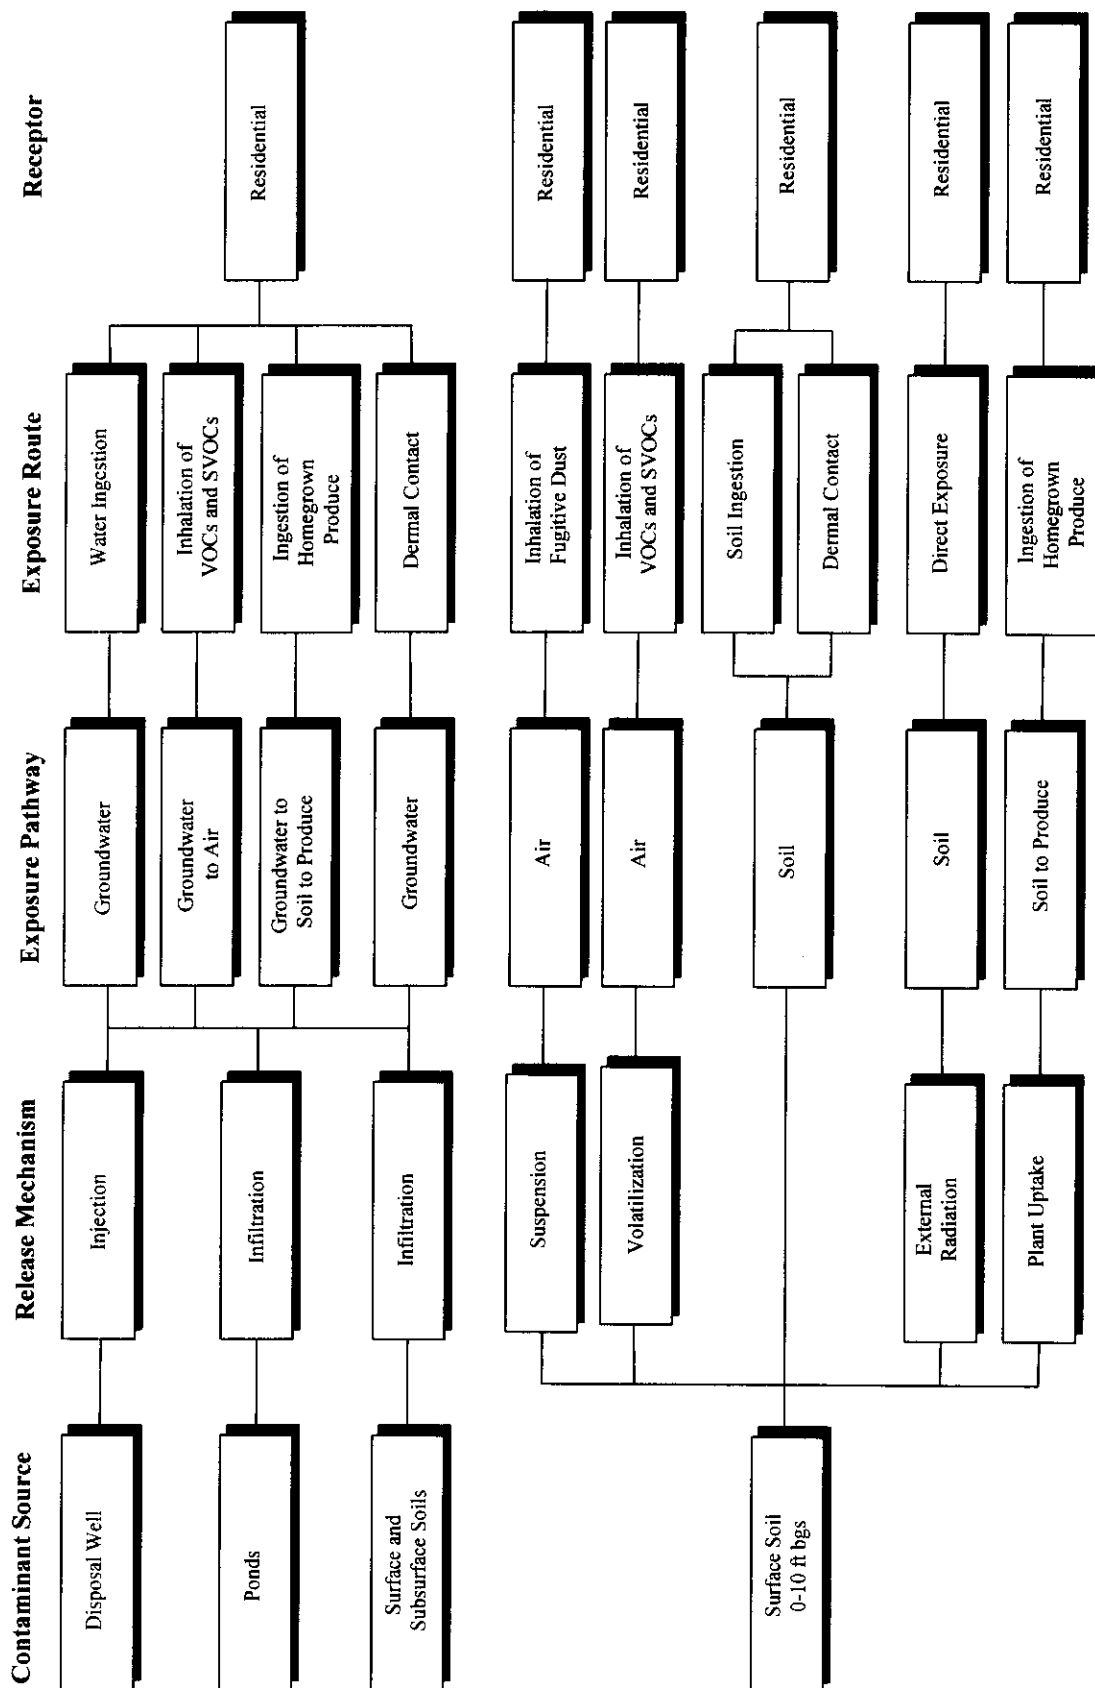 Contaminant Source
Release Mechanism
Exposure Pathway
Exposure Route
Receptor
Disposal Well
Injection
Groundwater
Water Ingestion
Groundwater
to Air
Inhalation of
VOCs and SVOCs
Residential
Ponds
Infiltration
Groundwater to
Soil to Produce
Ingestion of
Homegrown
Produce
Surface and
Subsurface Soils
Infiltration
Groundwater
Dermal Contact
Suspension
Air
Inhalation of
Fugitive Dust
Residential
Volatilization
Air
Inhalation of
VOCs and SVOCs
Residential
Surface Soil
0-10 ft bgs
Soil
Soil Ingestion
Dermal Contact
Residential
External
Radiation
Soil
Direct Exposure
Residential
Plant Uptake
Soil to Produce
Ingestion of
Homegrown
Produce
Residential